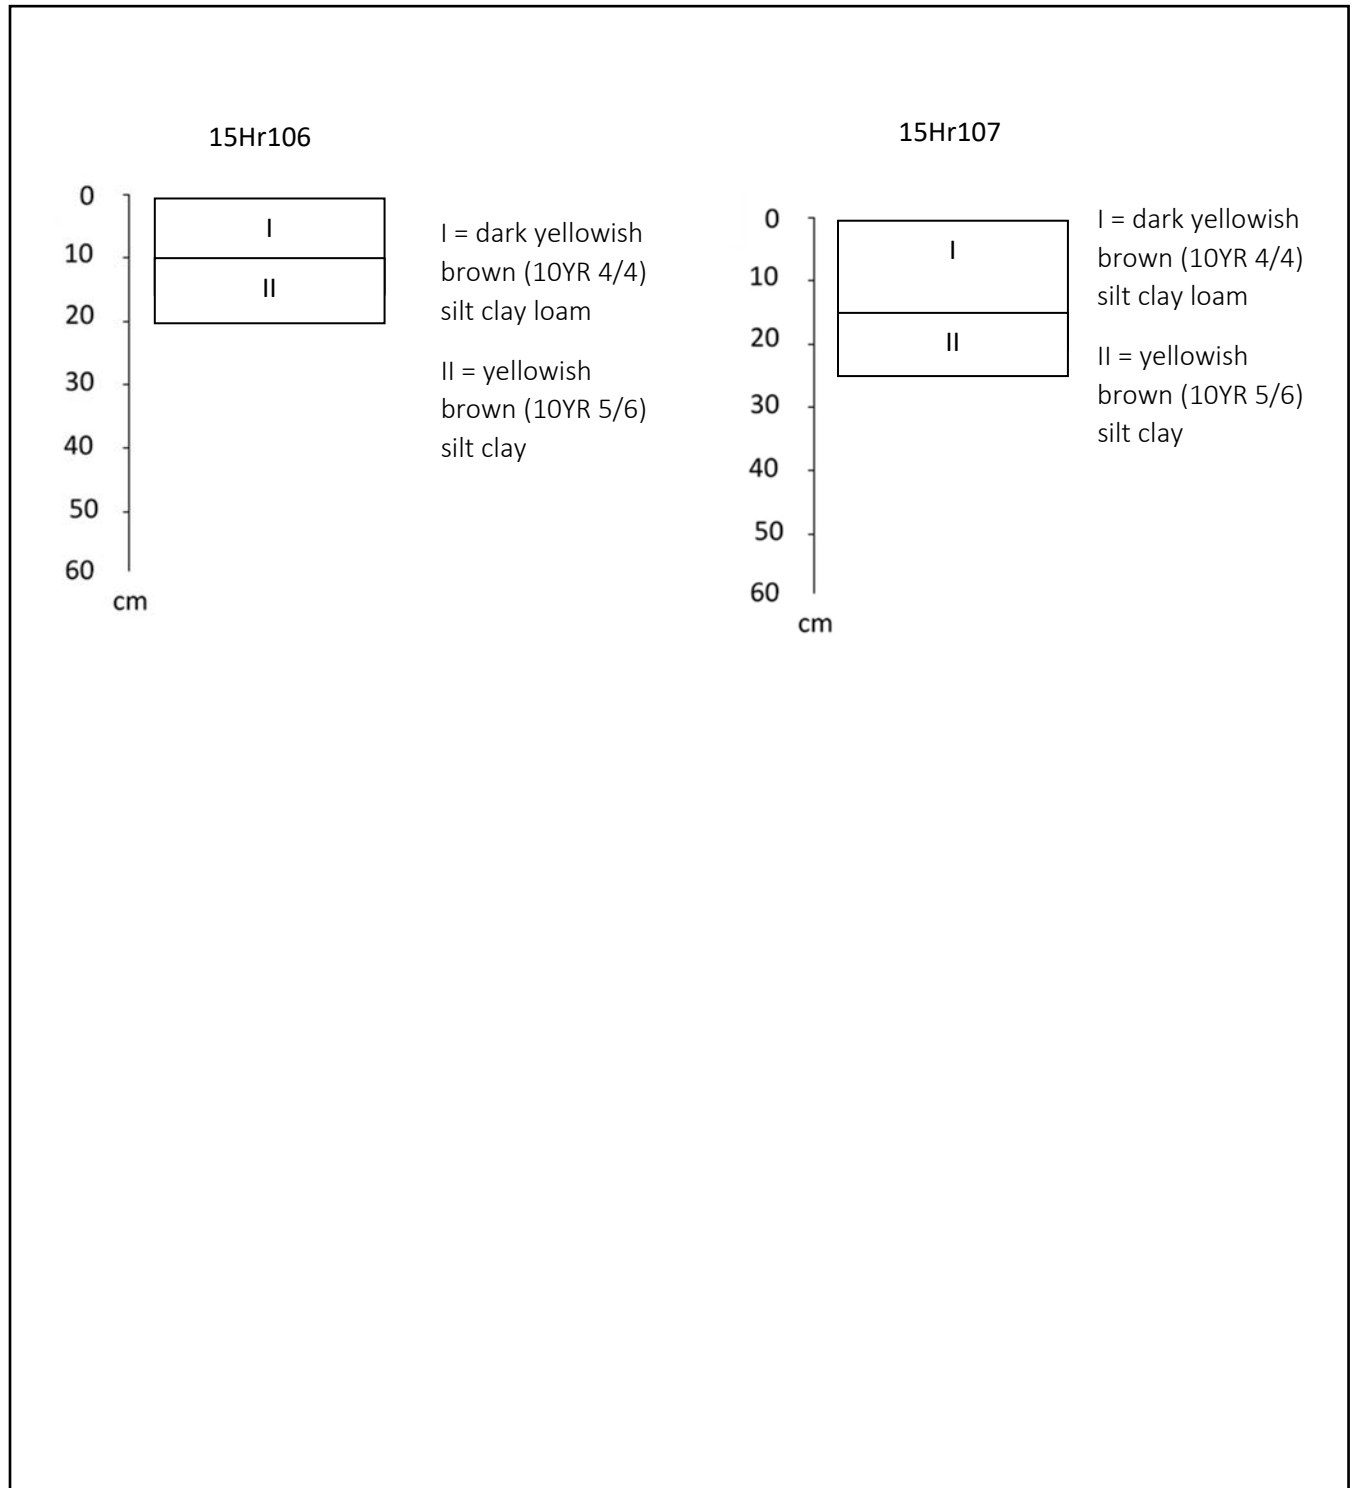 15Hr106
0
10
20
30
40
50
60
cm
I
II
I = dark yellowish
brown (10YR 4/4)
silt clay loam
II = yellowish
brown (10YR 5/6)
silt clay
15Hr107
0
10
20
30
40
50
60
cm
I
II
I = dark yellowish
brown (10YR 4/4)
silt clay loam
II = yellowish
brown (10YR 5/6)
silt clay